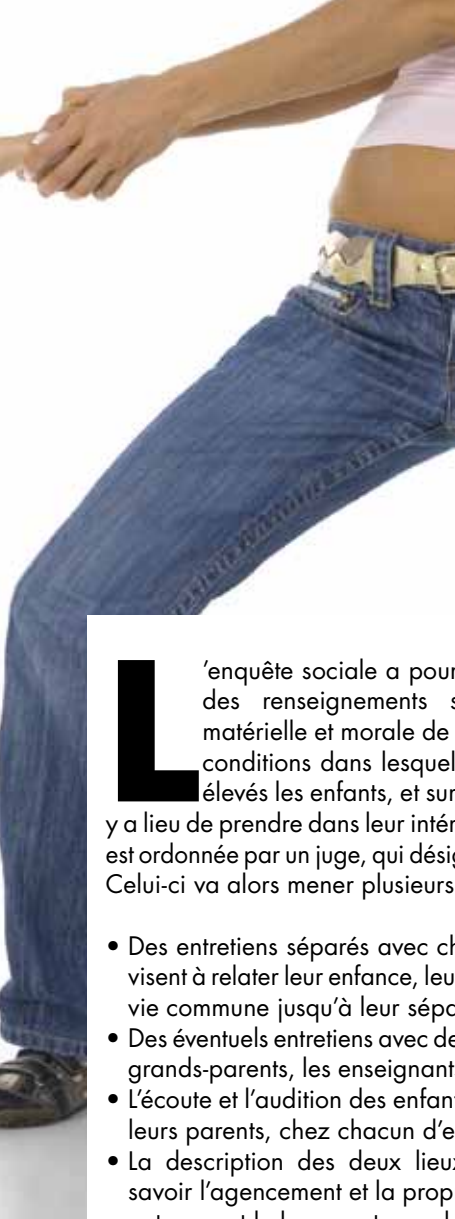 L'enquête sociale a pour
des renseignements s
matérielle et morale de
conditions dans lesquel
élevés les enfants, et sur
y a lieu de prendre dans leur intér
est ordonnée par un juge, qui désig
Celui-ci va alors mener plusieurs
• Des entretiens séparés avec ch
visent à relater leur enfance, leu
vie commune jusqu'à leur sépa
• Des éventuels entretiens avec de
grands-parents, les enseignant
• L'écoute et l'audition des enfant
leurs parents, chez chacun d'e
• La description des deux lieux
savoir l'agencement et la prop